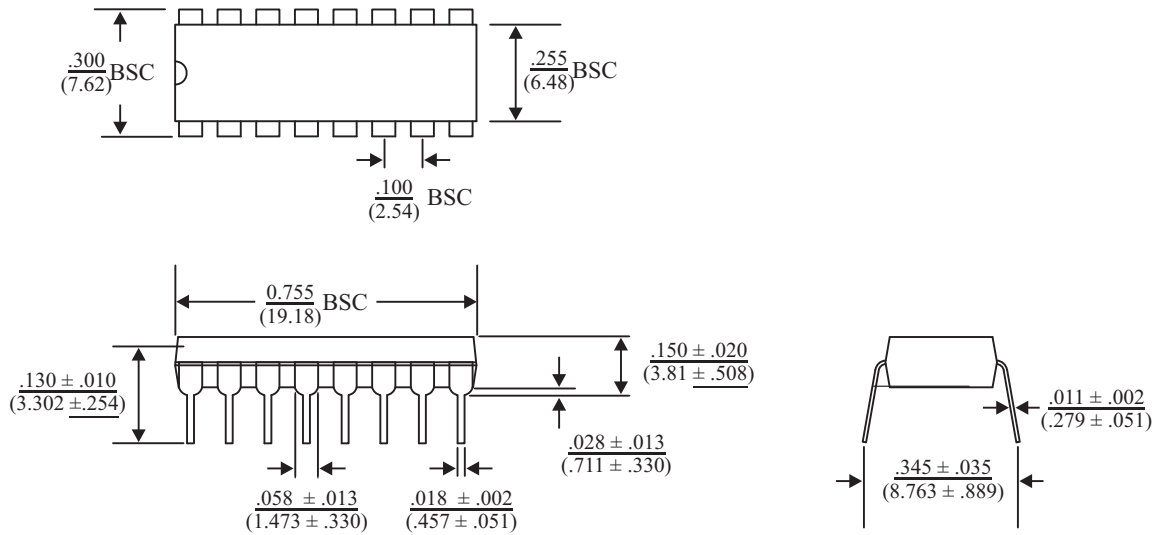 .300
(7.62)
BSC
.255
(6.48)
BSC
.100
(2.54)
BSC
0.755
(19.18)
BSC
.130 ± .010
(3.302 ±.254)
.150 ± .020
(3.81 ± .508)
.011 ± .002
(.279 ± .051)
.028 ± .013
(.711 ± .330)
.345 ± .035
(8.763 ± .889)
.058 ± .013
(1.473 ± .330)
.018 ± .002
(.457 ± .051)